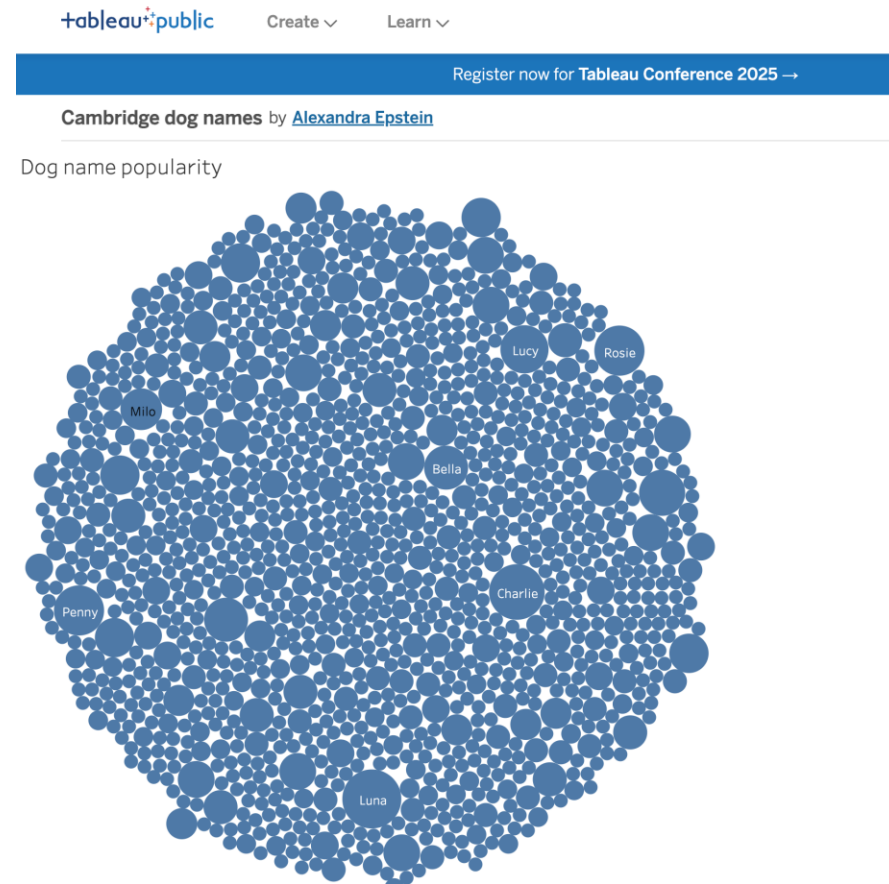 +ableau public
Create Learn
Register now for Tableau Conference 2025 →
Cambridge dog names by Alexandra Epstein
Dog name popularity
Lucy
Rosie
Milo
Bella
Charlie
Penny
Luna